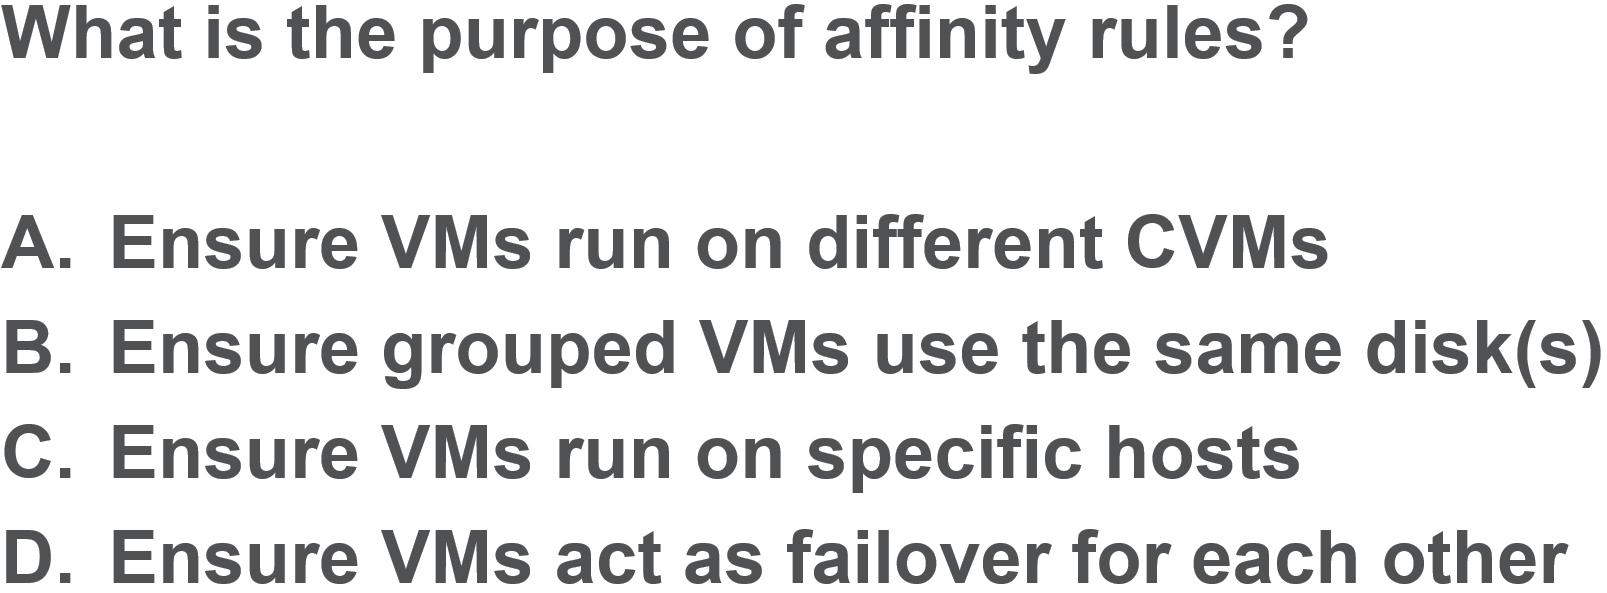 What is the purpose of affinity rules?
A. Ensure VMs run on different CVMs
B. Ensure grouped VMs use the same disk(s)
C. Ensure VMs run on specific hosts
D. Ensure VMs act as failover for each other